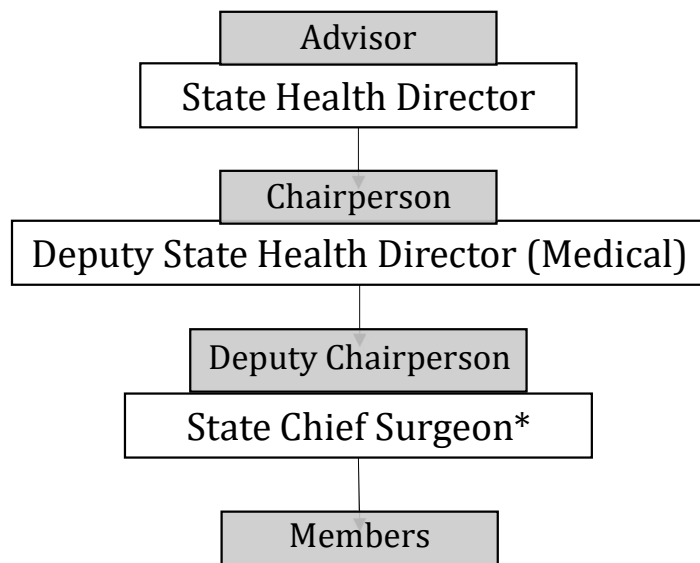 Advisor
State Health Director
Chairperson
Deputy State Health Director (Medical)
Deputy Chairperson
State Chief Surgeon*
Members